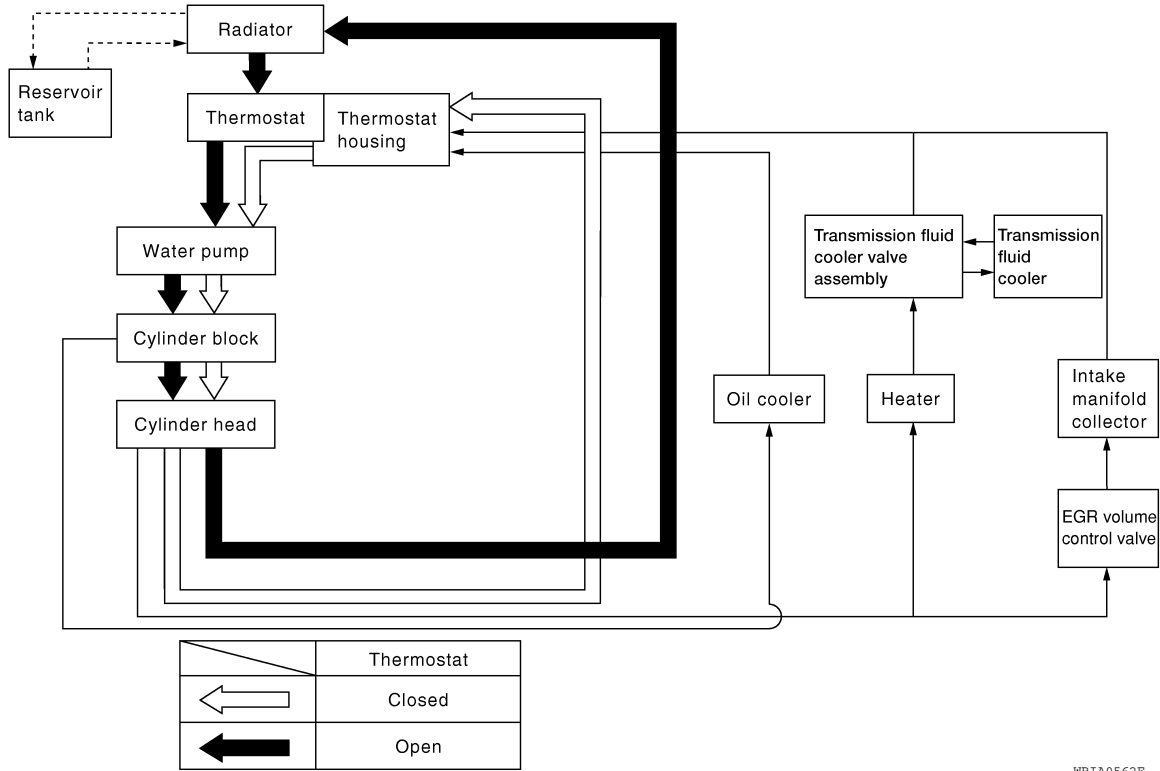 Radiator
Reservoir
tank
Thermostat
Thermostat
housing
Water pump
Transmission fluid
cooler valve
assembly
Transmission
fluid
cooler
Cylinder block
Cylinder head
Oil cooler
Heater
Intake
manifold
collector
EGR volume
control valve
Thermostat
Closed
Open